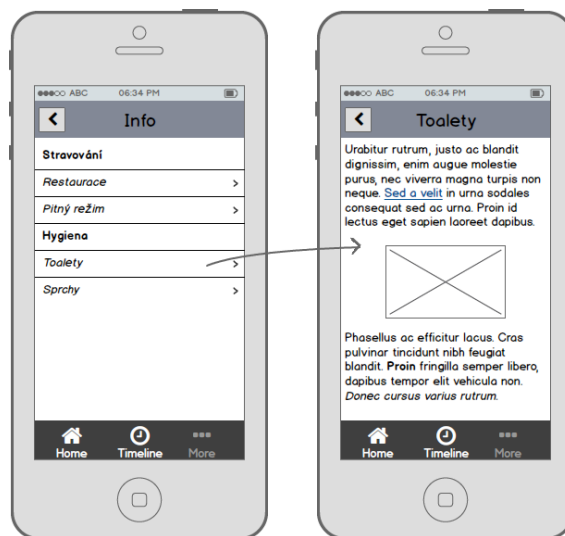 ●●●○○ ABC 06:34 PM
Info
Stravování
Restaurace
Pitný režim
Hygiena
Toalety
Sprchy
Home Timeline More
●●●○○ ABC 06:34 PM
Toalety
Urabitur rutrum, justo ac blandit
dignissim, enim augue molestie
purus, nec viverra magna turpis non
neque. Sed a velit in urna sodales
consequat sed ac urna. Proin id
lectus eget sapien laoreet dapibus.
Phasellus ac efficitur lacus. Cras
pulvinar tincidunt nibh feugiat
blandit. Proin fringilla semper libero,
dapibus tempor elit vehicula non.
Donec cursus varius rutrum.
Home Timeline More